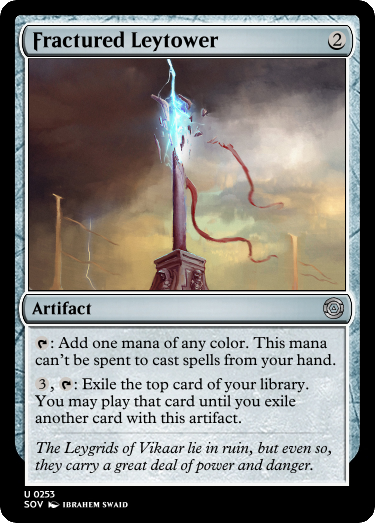 Fractured Leytower 2
Artifact
: Add one mana of any color. This mana
can't be spent to cast spells from your hand.
3, : Exile the top card of your library.
You may play that card until you exile
another card with this artifact.
The Leygrids of Vikaar lie in ruin, but even so,
they carry a great deal of power and danger.
U 0253
SOV IBRAHEM SWAID